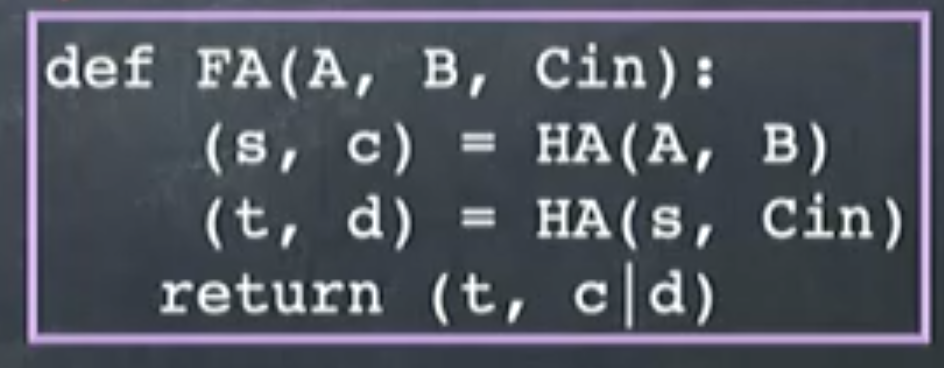 def FA(A, B, Cin):
(s, c) = HA(A, B)
(t, d) = HA(s, Cin)
return (t, c|d)